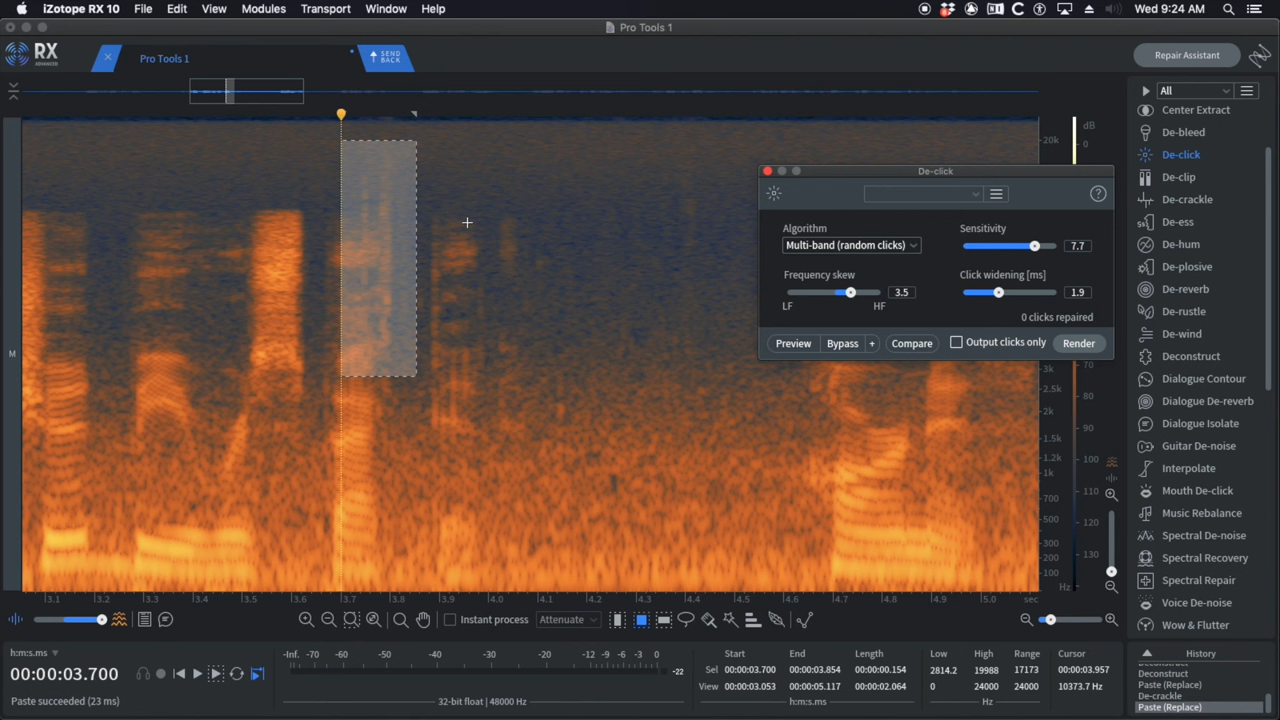 iZotope RX 10 File Edit View Modules Transport Window Help
Wed 9:24 AM
Pro Tools 1
RX
ADVANCED
Pro Tools 1
SEND BACK
Repair Assistant
All
Center Extract
De-bleed
De-click
De-clip
De-crackle
De-ess
De-hum
De-plosive
De-reverb
De-rustle
De-wind
Deconstruct
Dialogue Contour
Dialogue De-reverb
Dialogue Isolate
Guitar De-noise
Interpolate
Mouth De-click
Music Rebalance
Spectral De-noise
Spectral Recovery
Spectral Repair
Voice De-noise
Wow & Flutter
M
De-click
Algorithm
Multi-band (random clicks)
Sensitivity
7.7
Frequency skew
3.5
LF HF
Click widening [ms]
1.9
0 clicks repaired
Preview Bypass + Compare Output clicks only Render
20k
3k
2.5k
2k
1.5k
1k
700
500
300
200
100
Hz
dB
0
70
80
90
100
120
130
3.1 3.2 3.3 3.4 3.5 3.6 3.7 3.8 3.9 4.0 4.1 4.2 4.3 4.4 4.5 4.6 4.7 4.8 4.9 5.0 sec
Instant process Attenuate
h:m:s.ms
00:00:03.700
Paste succeeded (23 ms)
-Inf. -70 -60 -50 -40 -30 -20 -12 -9 -6 -3 0
-22
32-bit float | 48000 Hz
Start End Length Low High Range Cursor
Sel 00:00:03.700 00:00:03.854 00:00:00.154 2814.2 19988 17173 00:00:03.957
View 00:00:03.053 00:00:05.117 00:00:02.064 0 24000 24000 10373.7 Hz
h:m:s.ms Hz
History
Deconstruct
Deconstruct
Paste (Replace)
De-crackle
Paste (Replace)